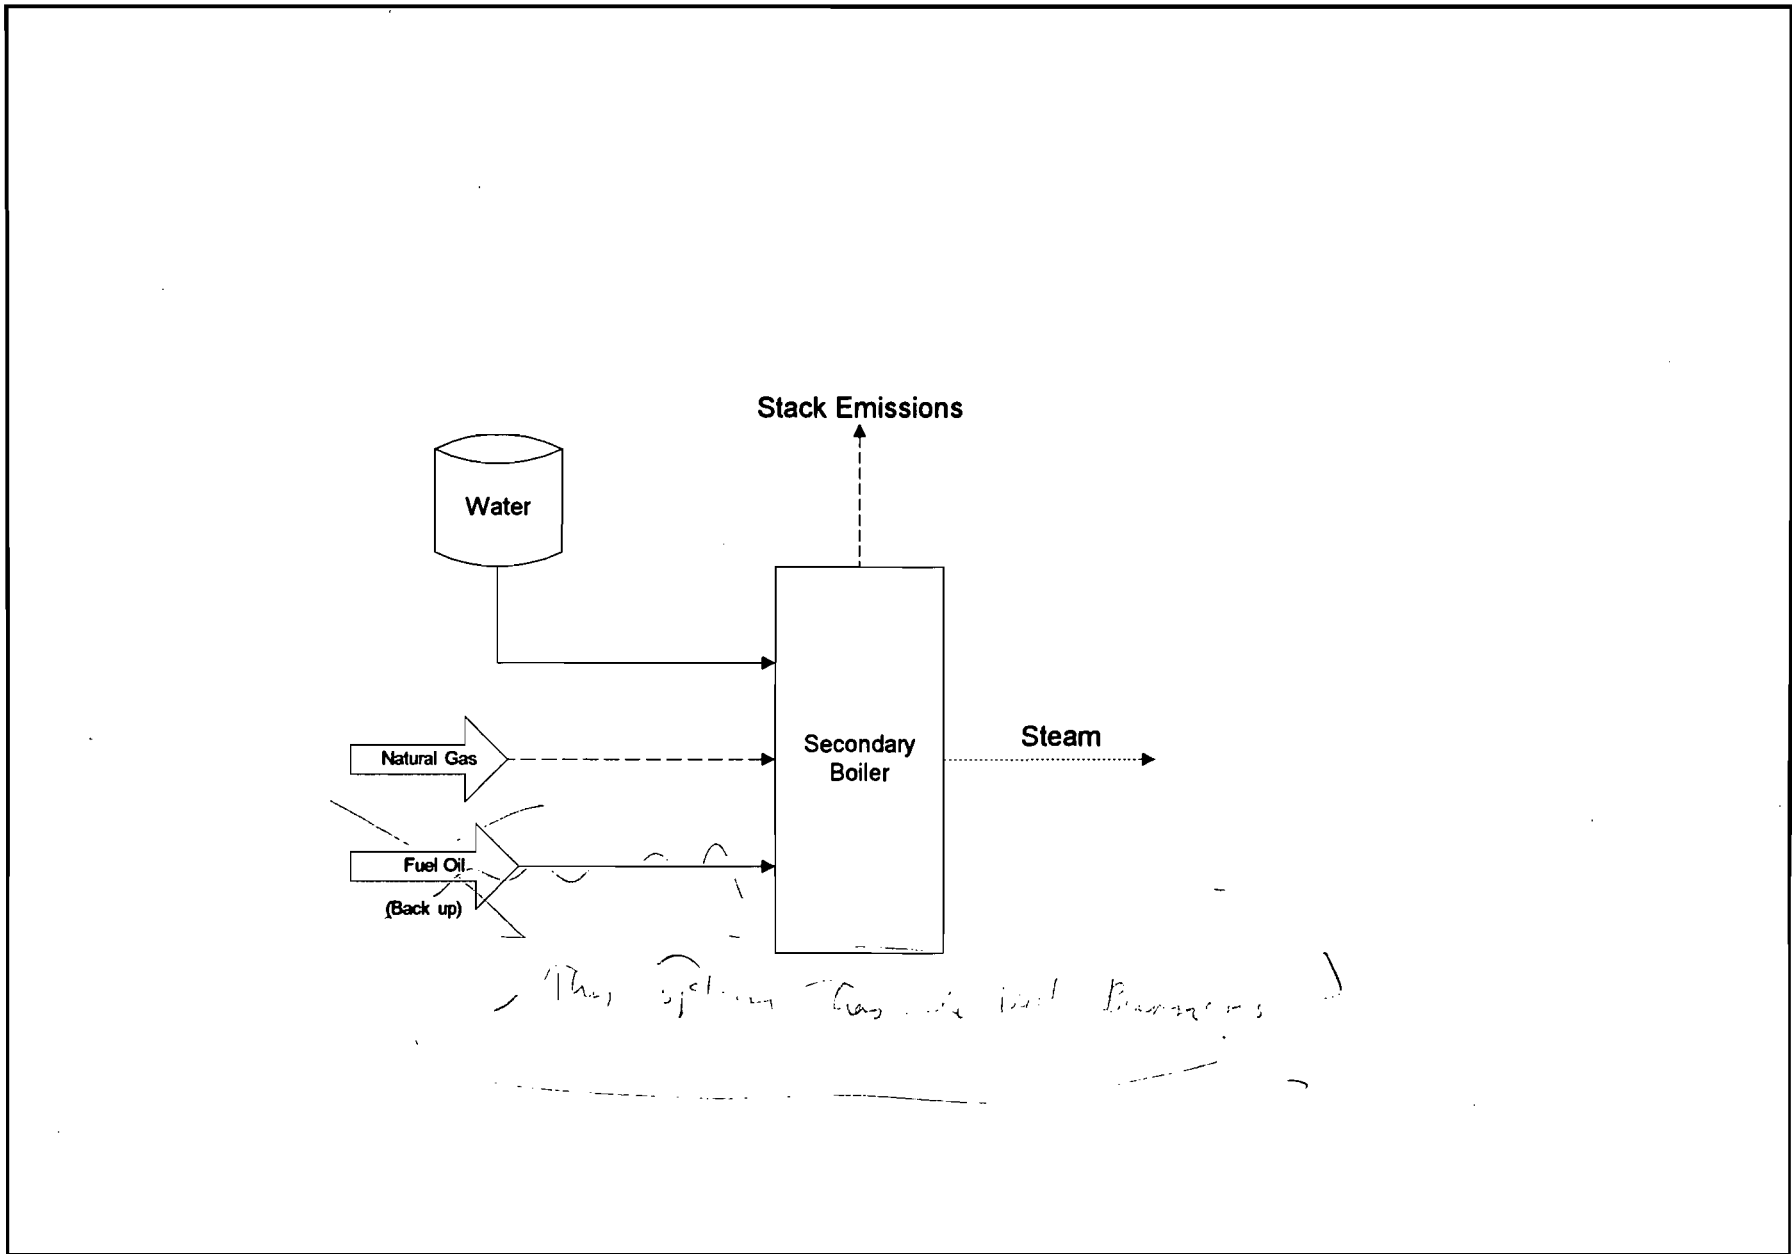 Stack Emissions
Water
Natural Gas
Secondary
Boiler
Steam
Fuel Oil
(Back up)